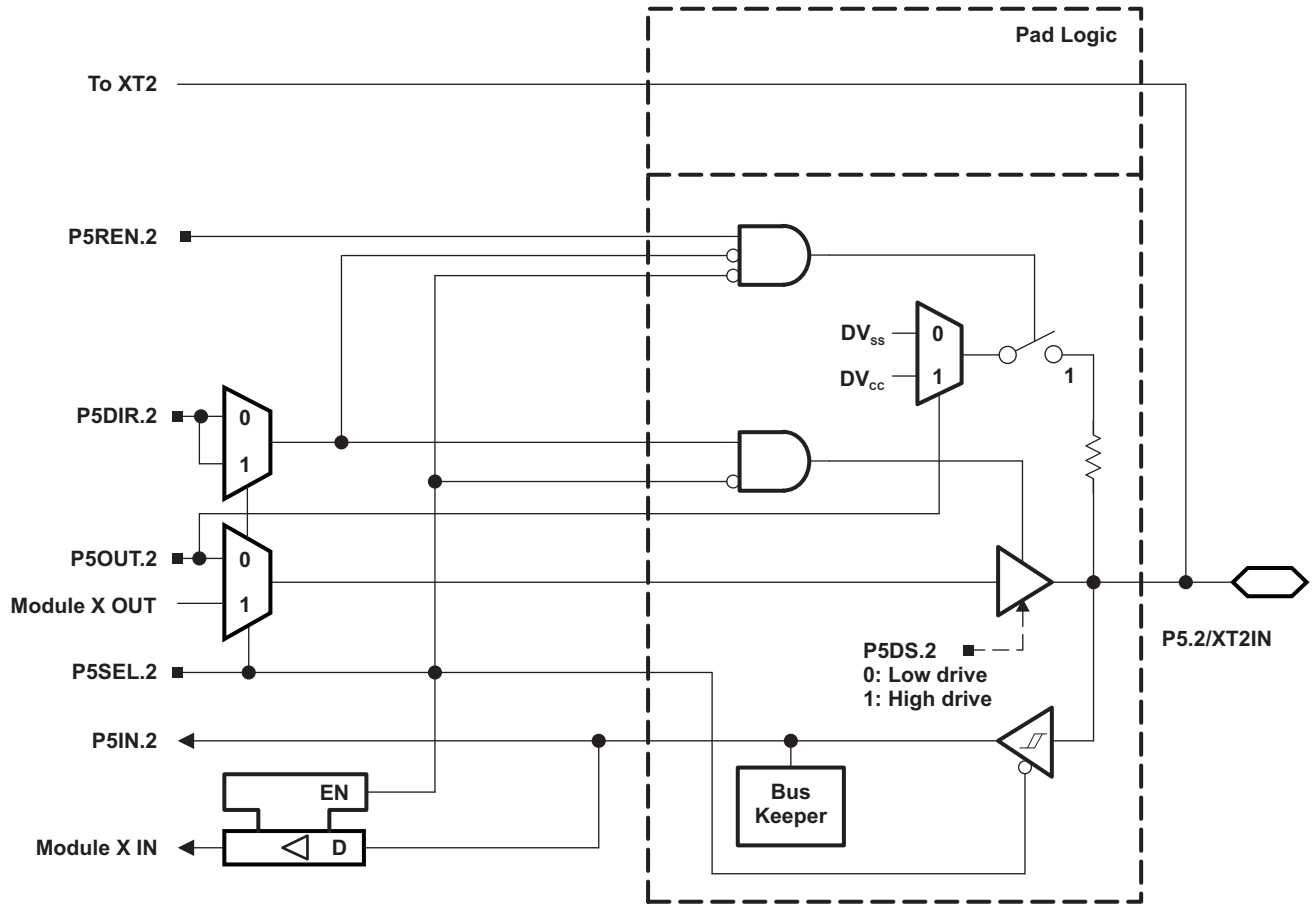 Pad Logic
To XT2
P5REN.2
DVSS
0
DVCC
1
1
P5DIR.2
0
1
P5OUT.2
0
Module X OUT
1
P5.2/XT2IN
P5SEL.2
P5DS.2
0: Low drive
1: High drive
P5IN.2
EN
Bus
Keeper
Module X IN
D